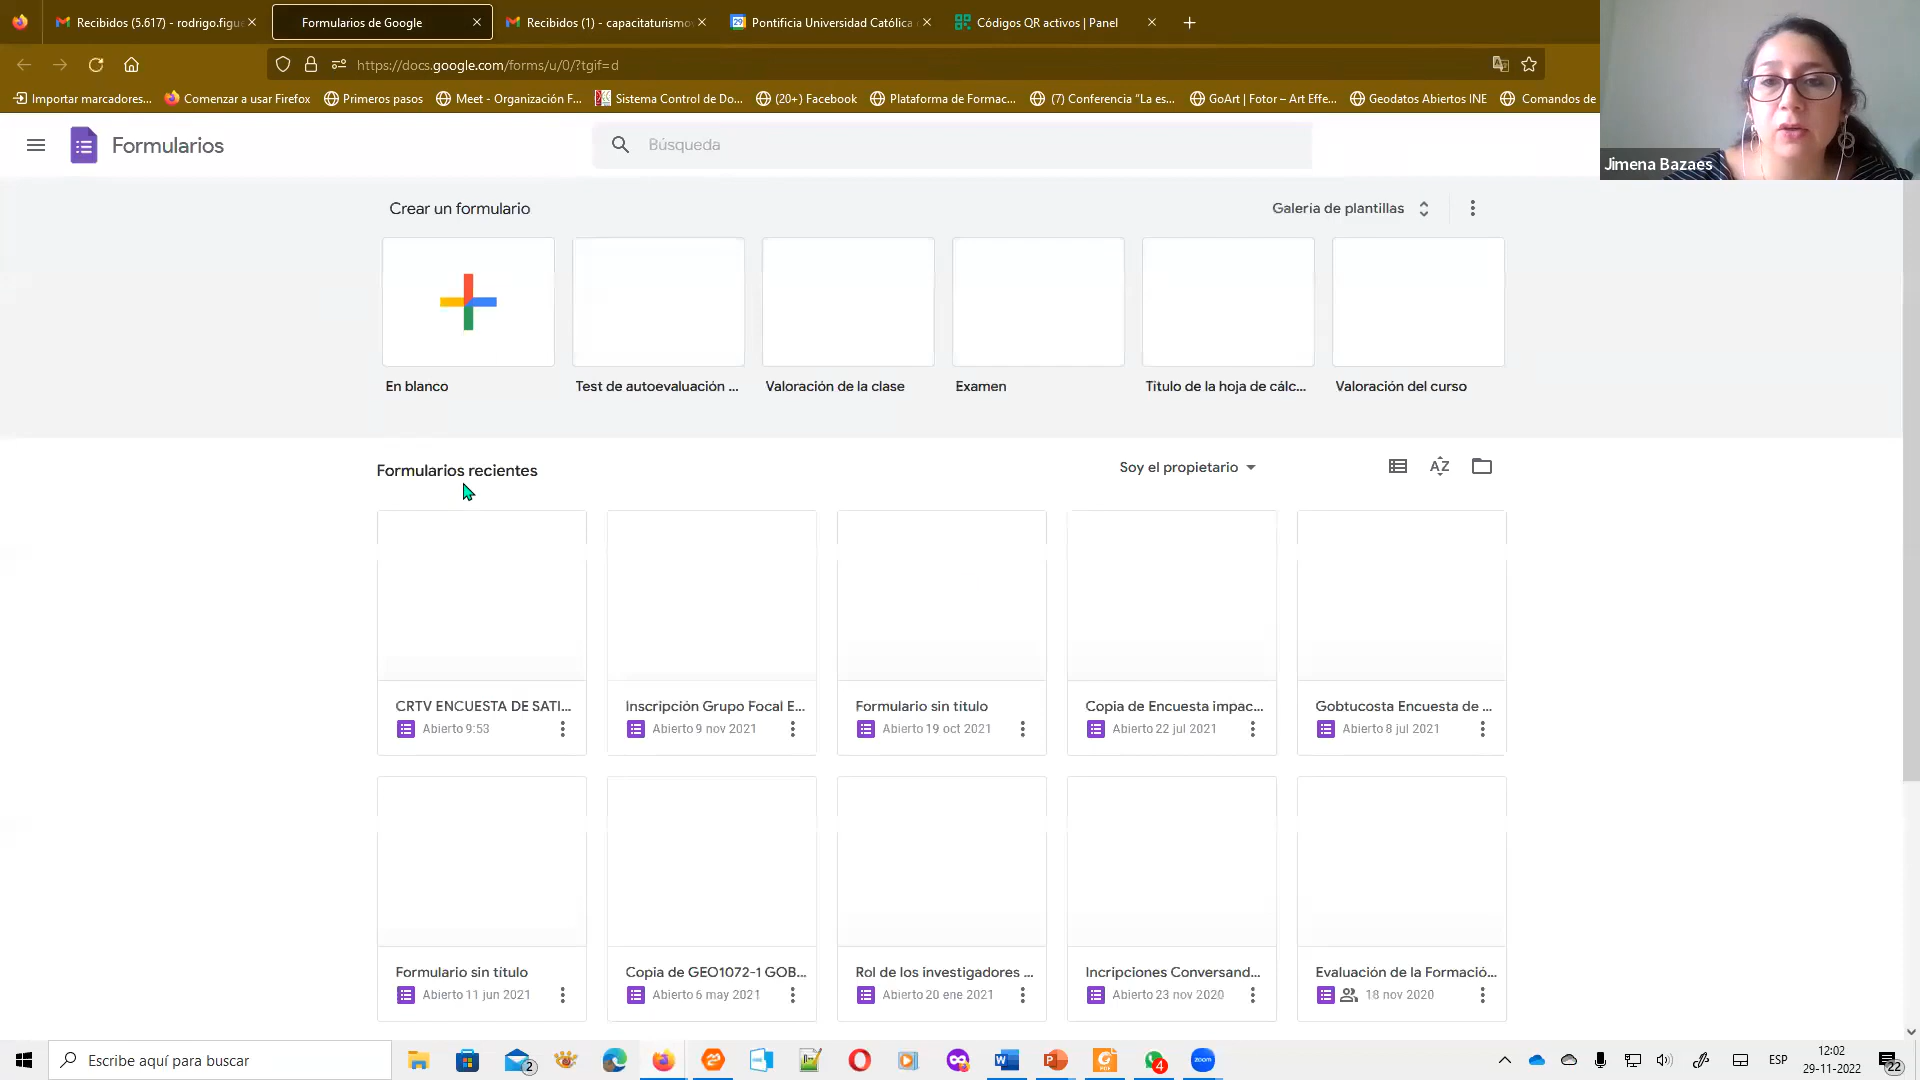 Recibidos (5.617) - rodrigo.figue
Formularios de Google
Recibidos (1) - capacitaturismov
Pontificia Universidad Católica
Códigos QR activos | Panel
https://docs.google.com/forms/u/0/?tgif=d
Importar marcadores...
Comenzar a usar Firefox
Primeros pasos
Meet - Organización F...
Sistema Control de Do...
(20+) Facebook
Plataforma de Formac...
(7) Conferencia "La es...
GoArt | Fotor – Art Effe...
Geodatos Abiertos INE
Comandos de
Jimena Bazaes
Formularios
Búsqueda
Crear un formulario
Galería de plantillas
En blanco
Test de autoevaluación ...
Valoración de la clase
Examen
Título de la hoja de cálc...
Valoración del curso
Formularios recientes
Soy el propietario
AZ
CRTV ENCUESTA DE SATI...
Abierto 9:53
Inscripción Grupo Focal E...
Abierto 9 nov 2021
Formulario sin título
Abierto 19 oct 2021
Copia de Encuesta impac...
Abierto 22 jul 2021
Gobtucosta Encuesta de ...
Abierto 8 jul 2021
Formulario sin título
Abierto 11 jun 2021
Copia de GEO1072-1 GOB...
Abierto 6 may 2021
Rol de los investigadores ...
Abierto 20 ene 2021
Incripciones Conversand...
Abierto 23 nov 2020
Evaluación de la Formació...
18 nov 2020
Escribe aquí para buscar
2
4
zoom
ESP
12:02
29-11-2022
22